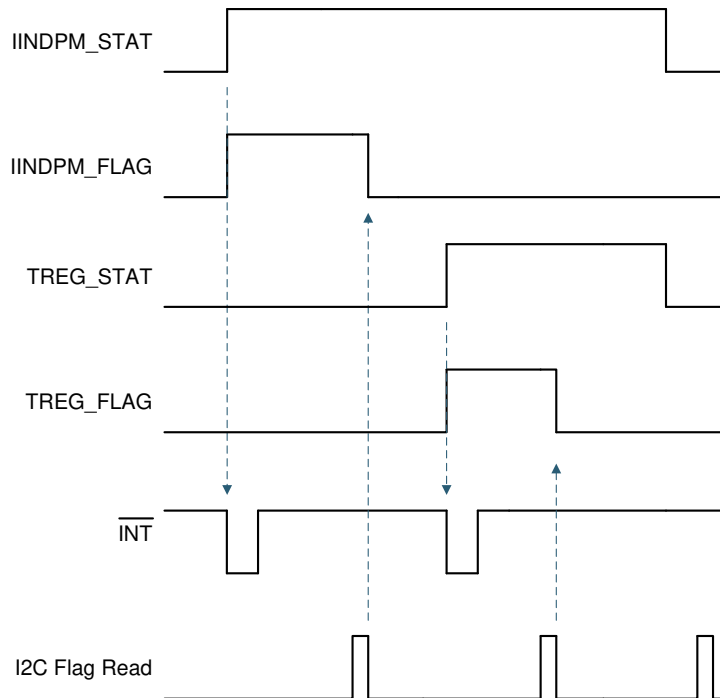 IINDPM_STAT
IINDPM_FLAG
TREG_STAT
TREG_FLAG
INT
I2C Flag Read